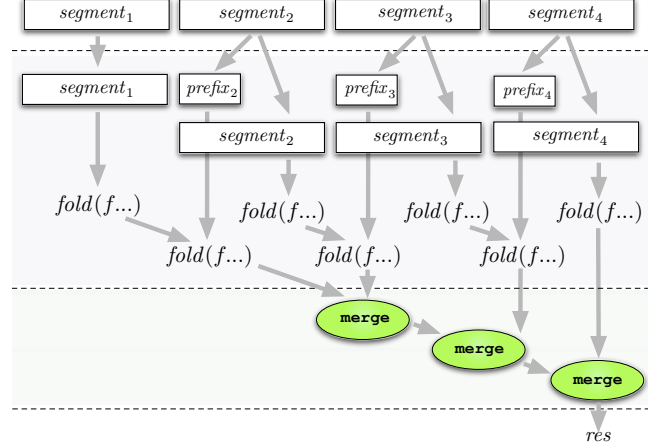 segment₁ segment₂ segment₃ segment₄
segment₁ prefix₂ prefix₃ prefix₄
segment₂ segment₃ segment₄
fold(f...) fold(f...) fold(f...) fold(f...)
fold(f...) fold(f...) fold(f...)
merge
merge
merge
res